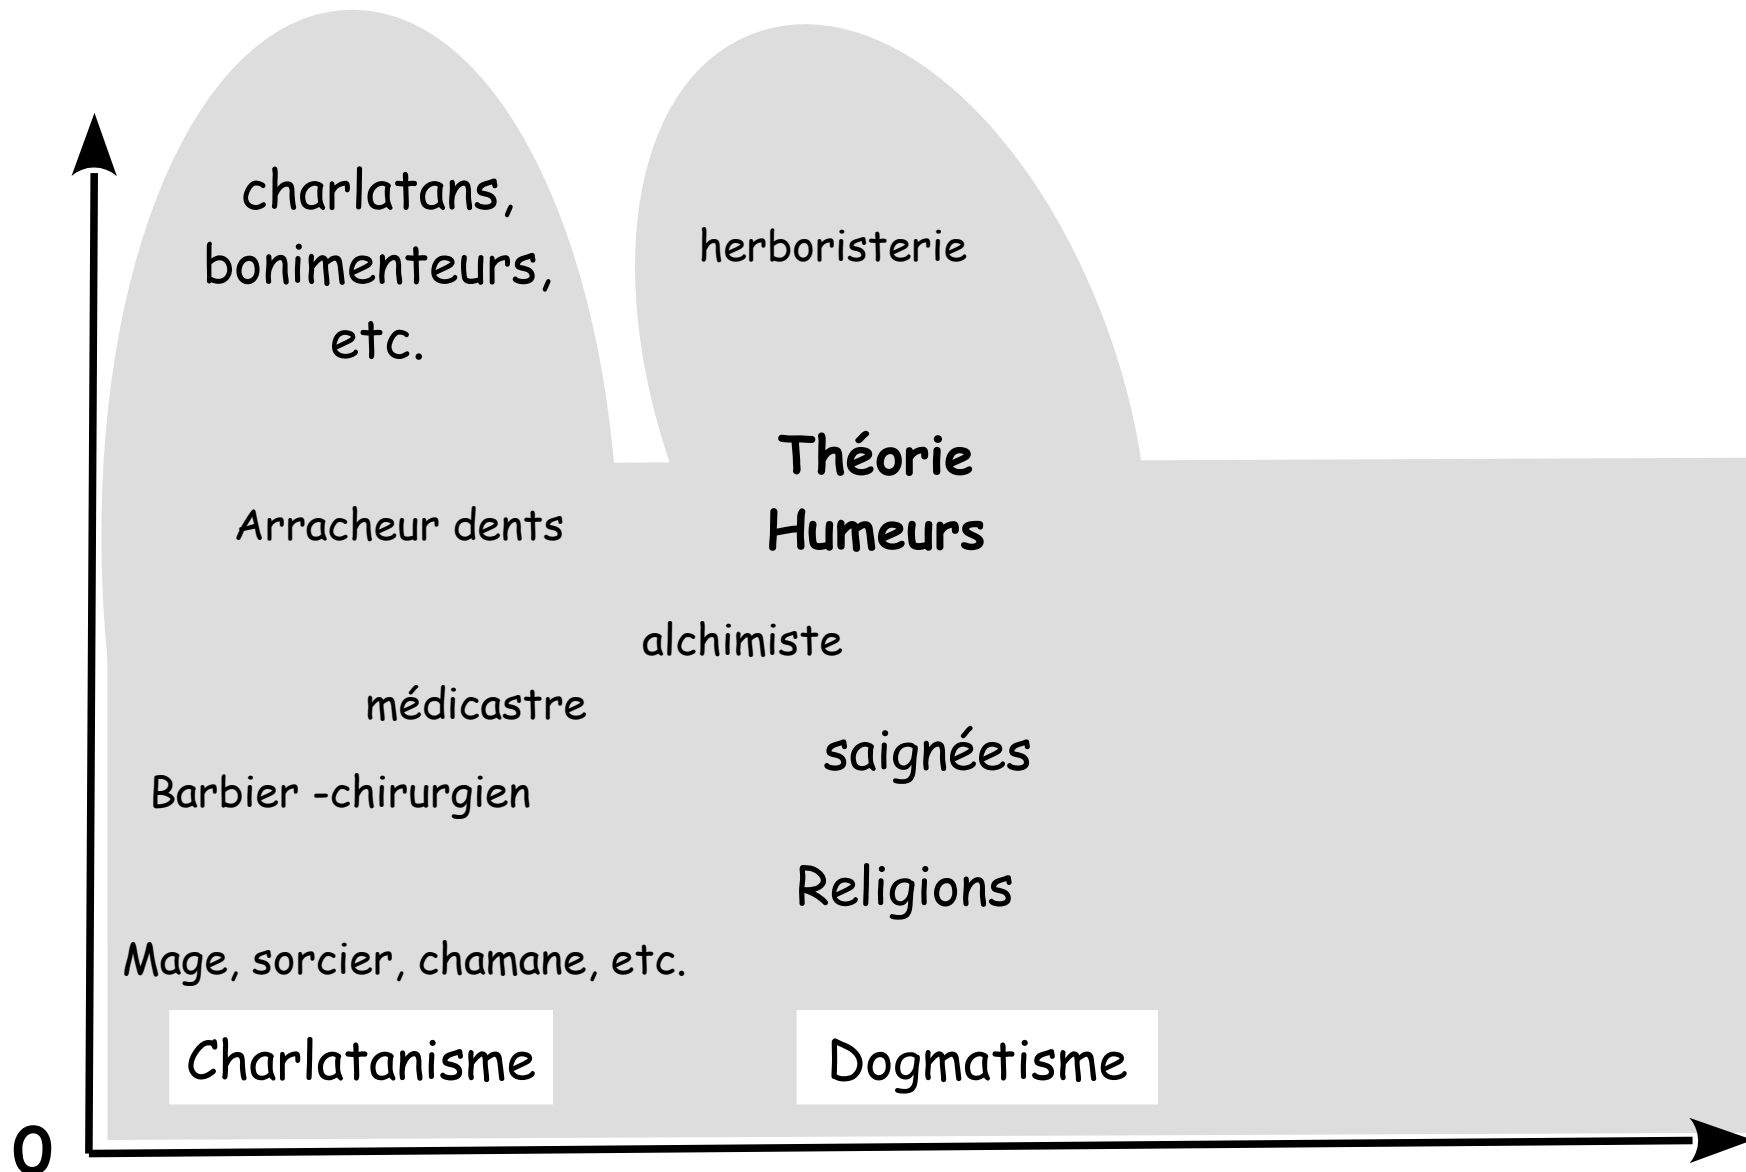 charlatans,
bonimenteurs,
etc.
herboristerie
Théorie
Humeurs
Arracheur dents
alchimiste
médicastre
saignées
Barbier -chirurgien
Religions
Mage, sorcier, chamane, etc.
Charlatanisme
Dogmatisme
0